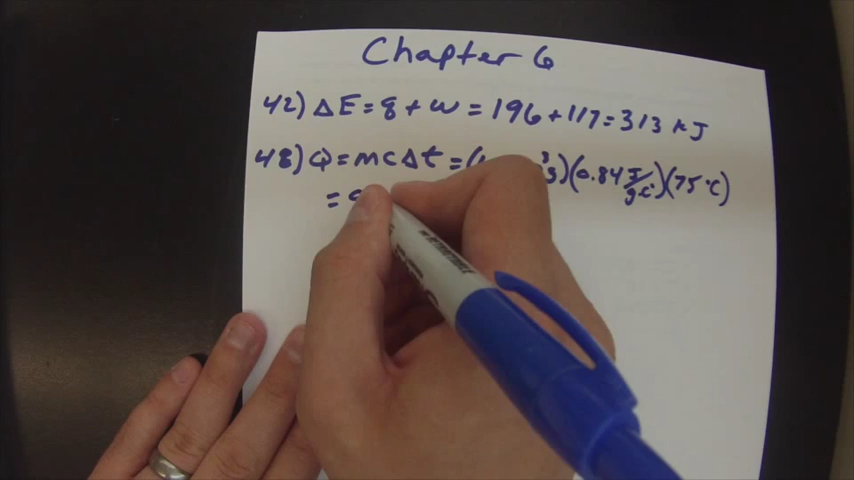 Chapter 6
42) ΔE = q + w = 196 + 117 = 313 kJ
48) Q = mcΔt = ( )(0.84 J/g°C)(75°C)
=